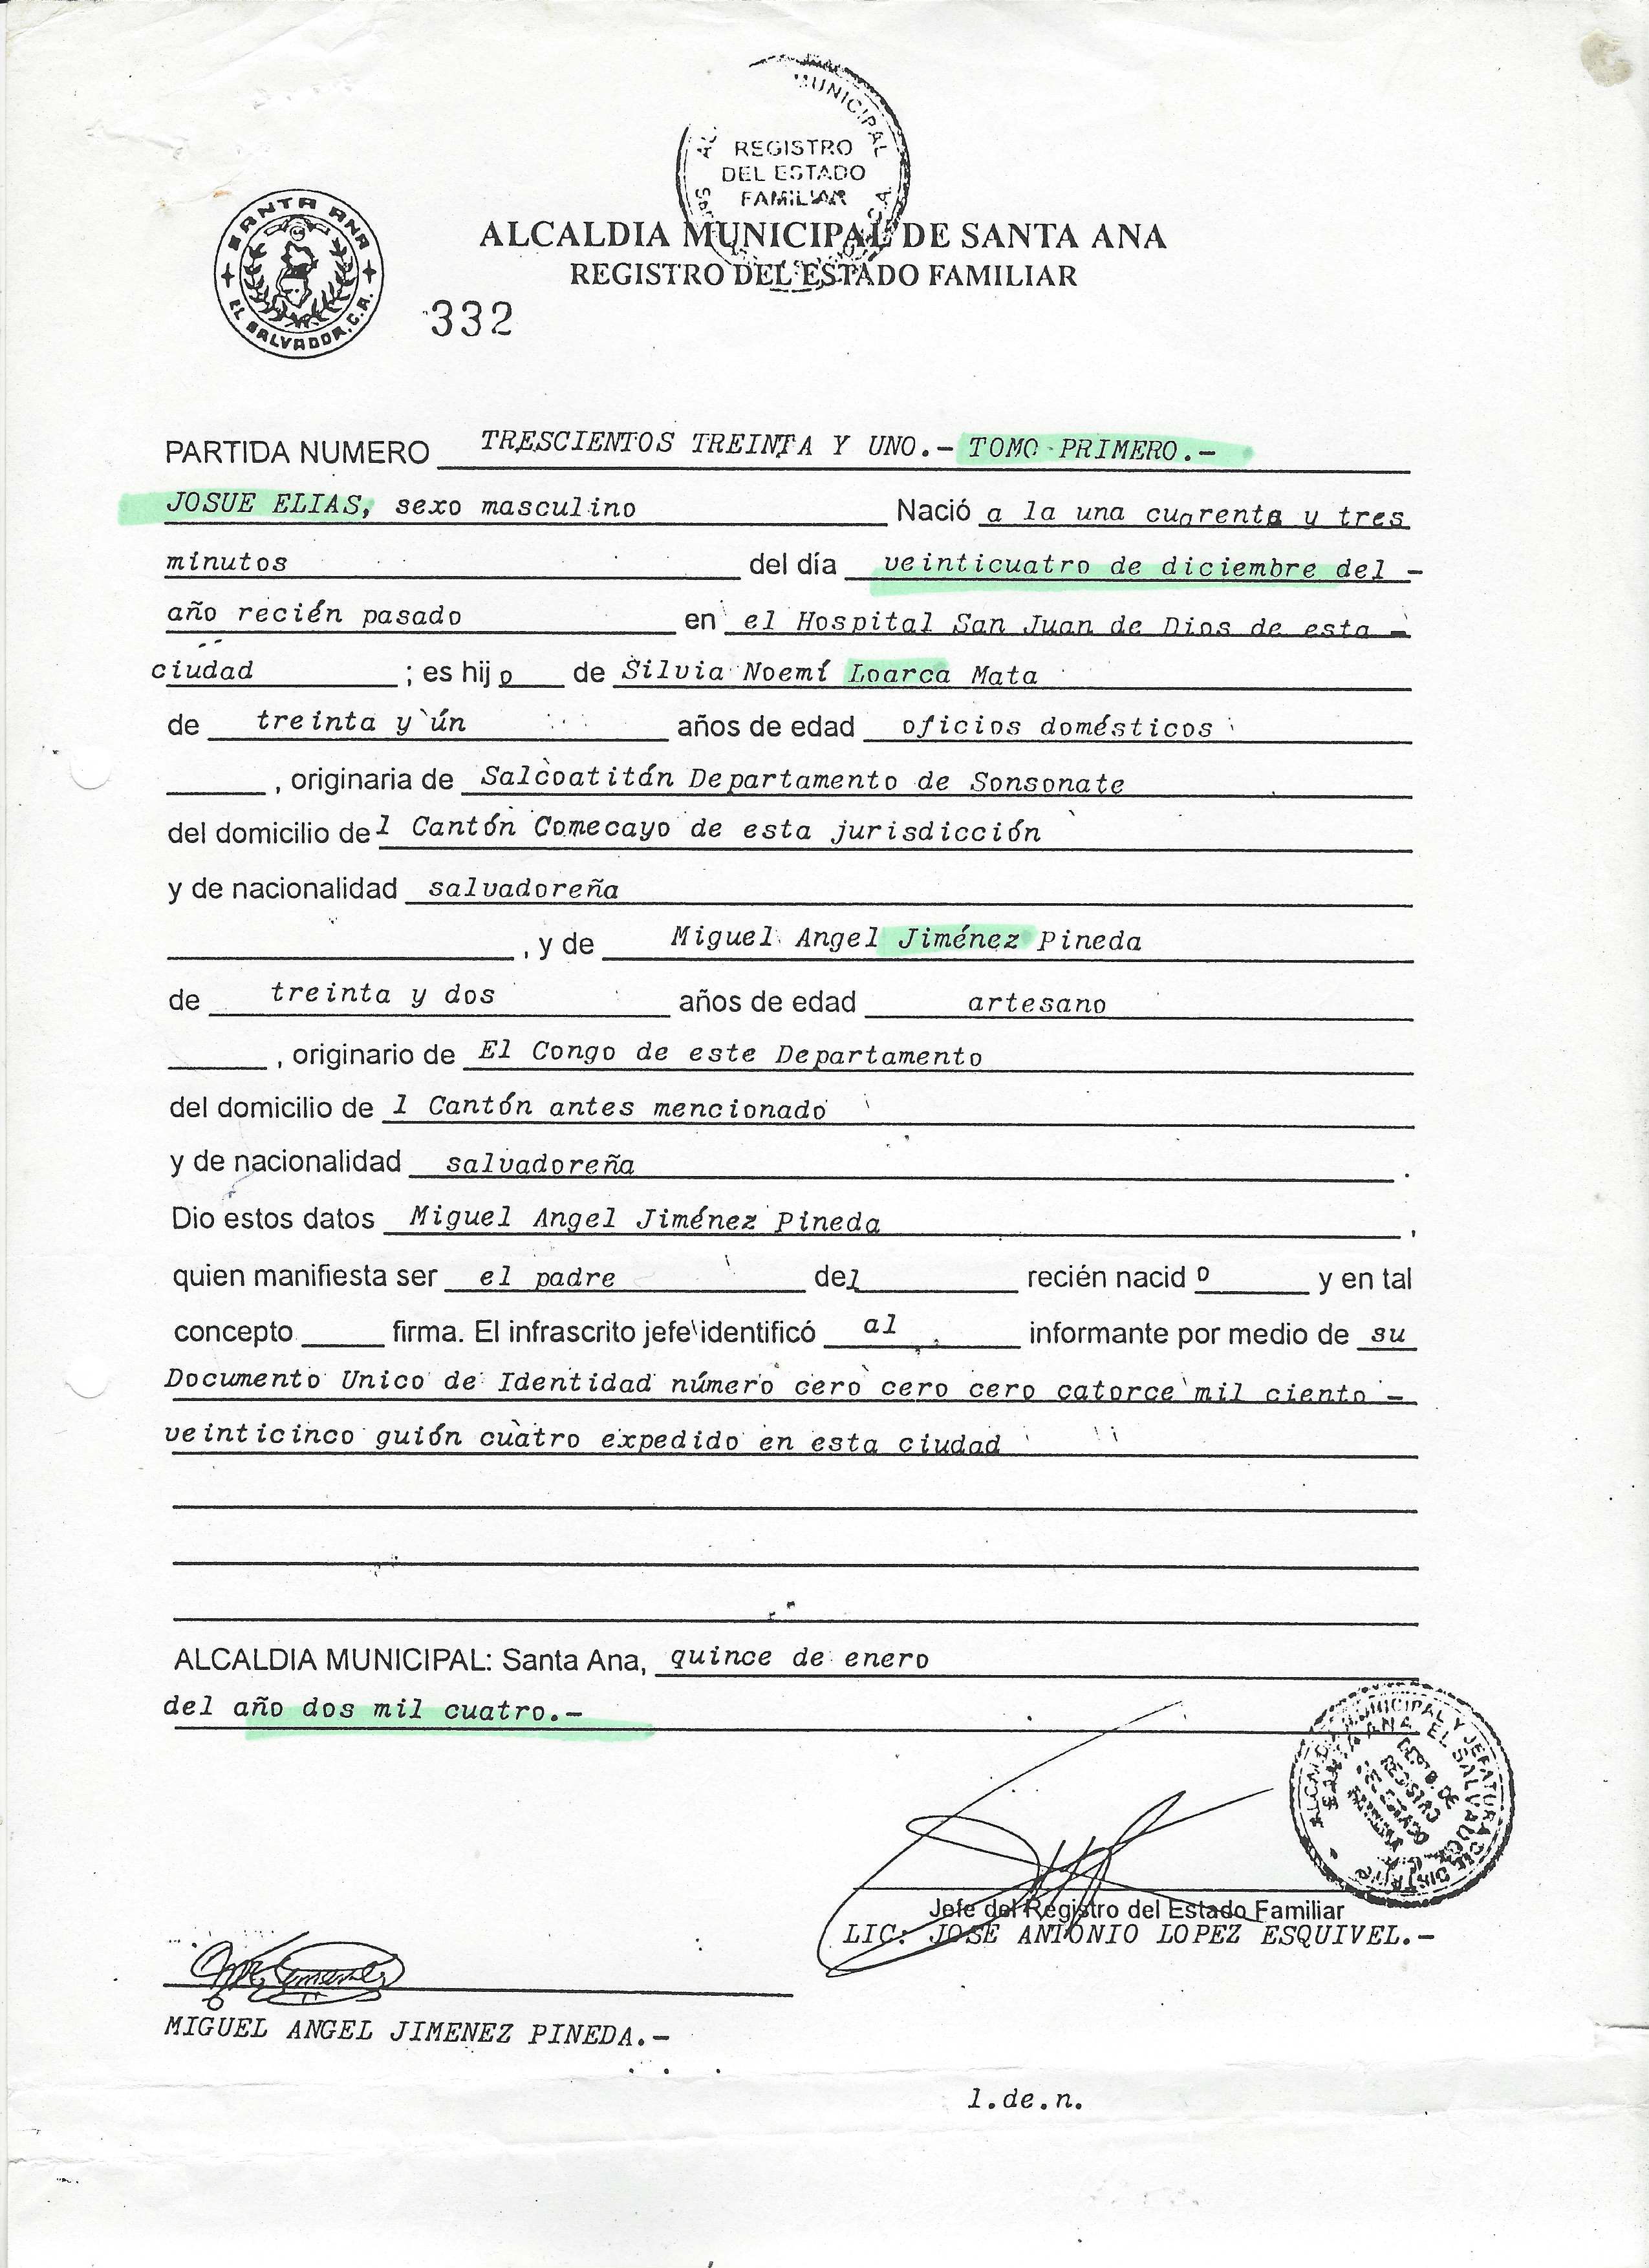 MUNICIPAL
REGISTRO
DEL ESTADO
FAMILIAR
SANTA ANA
EL SALVADOR, C.A.
ALCALDIA MUNICIPAL DE SANTA ANA
REGISTRO DEL ESTADO FAMILIAR
332
PARTIDA NUMERO TRESCIENTOS TREINTA Y UNO.- TOMO PRIMERO.-
JOSUE ELIAS, sexo masculino Nació a la una cuarenta y tres
minutos del día veinticuatro de diciembre del -
año recién pasado en el Hospital San Juan de Dios de esta -
ciudad ; es hijo de Silvia Noemí Loarca Mata
de treinta y ún años de edad oficios domésticos
, originaria de Salcoatitán Departamento de Sonsonate
del domicilio del Cantón Comecayo de esta jurisdicción
y de nacionalidad salvadoreña
, y de Miguel Angel Jiménez Pineda
de treinta y dos años de edad artesano
, originario de El Congo de este Departamento
del domicilio de l Cantón antes mencionado
y de nacionalidad salvadoreña .
Dio estos datos Miguel Angel Jiménez Pineda ,
quien manifiesta ser el padre del recién nacido y en tal
concepto firma. El infrascrito jefe identificó al informante por medio de su
Documento Unico de Identidad número cero cero cero catorce mil ciento -
veinticinco guión cuatro expedido en esta ciudad
ALCALDIA MUNICIPAL: Santa Ana, quince de enero
del año dos mil cuatro.-
ALCALDIA MUNICIPAL Y JEFATURA DE DISTRITO
SANTA ANA EL SALVADOR
DEPTO. DE
REGISTRO
DEL ESTADO
FAMILIAR
Jefe del Registro del Estado Familiar
LIC: JOSE ANTONIO LOPEZ ESQUIVEL.-
MIGUEL ANGEL JIMENEZ PINEDA.-
l.de.n.